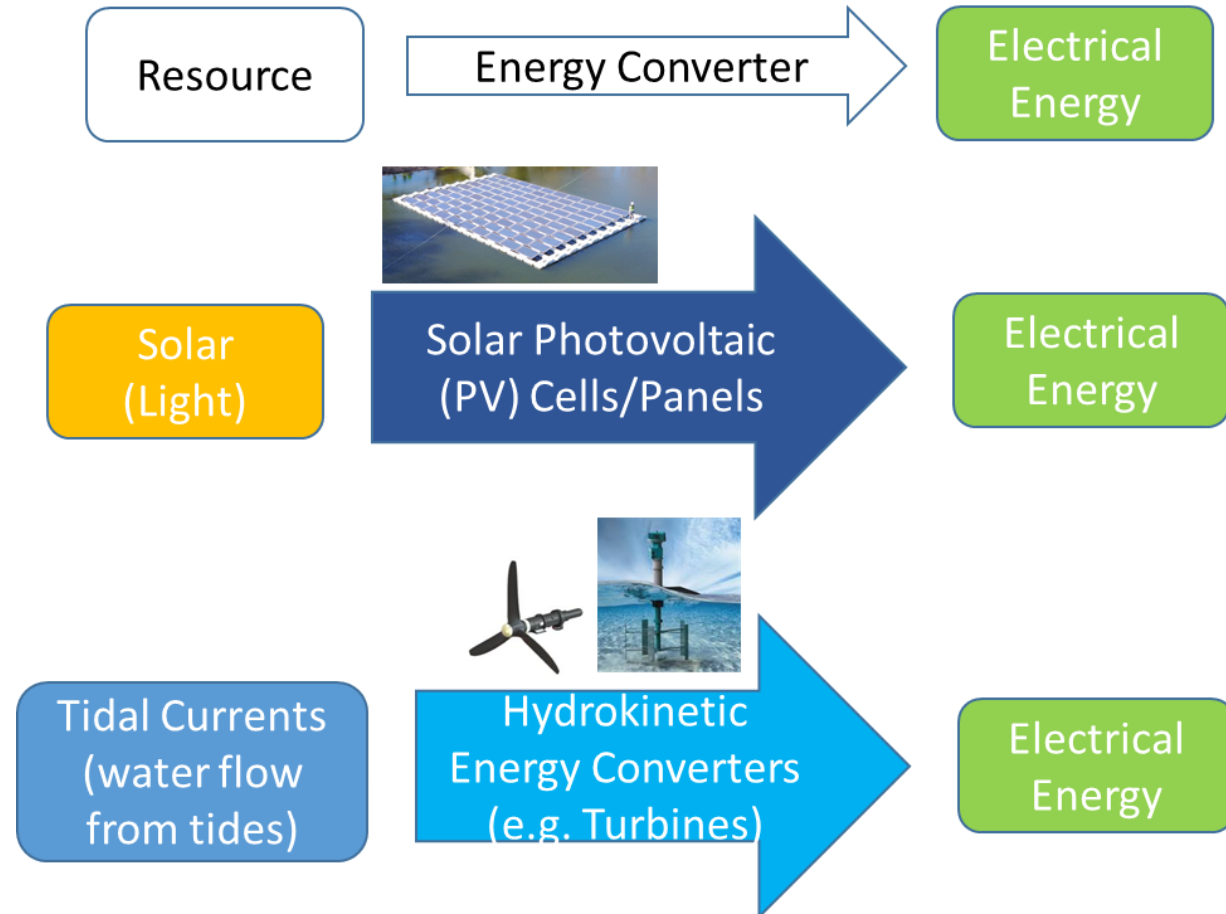 Resource
Energy Converter
Electrical
Energy
Solar
(Light)
Solar Photovoltaic
(PV) Cells/Panels
Electrical
Energy
Tidal Currents
(water flow
from tides)
Hydrokinetic
Energy Converters
(e.g. Turbines)
Electrical
Energy